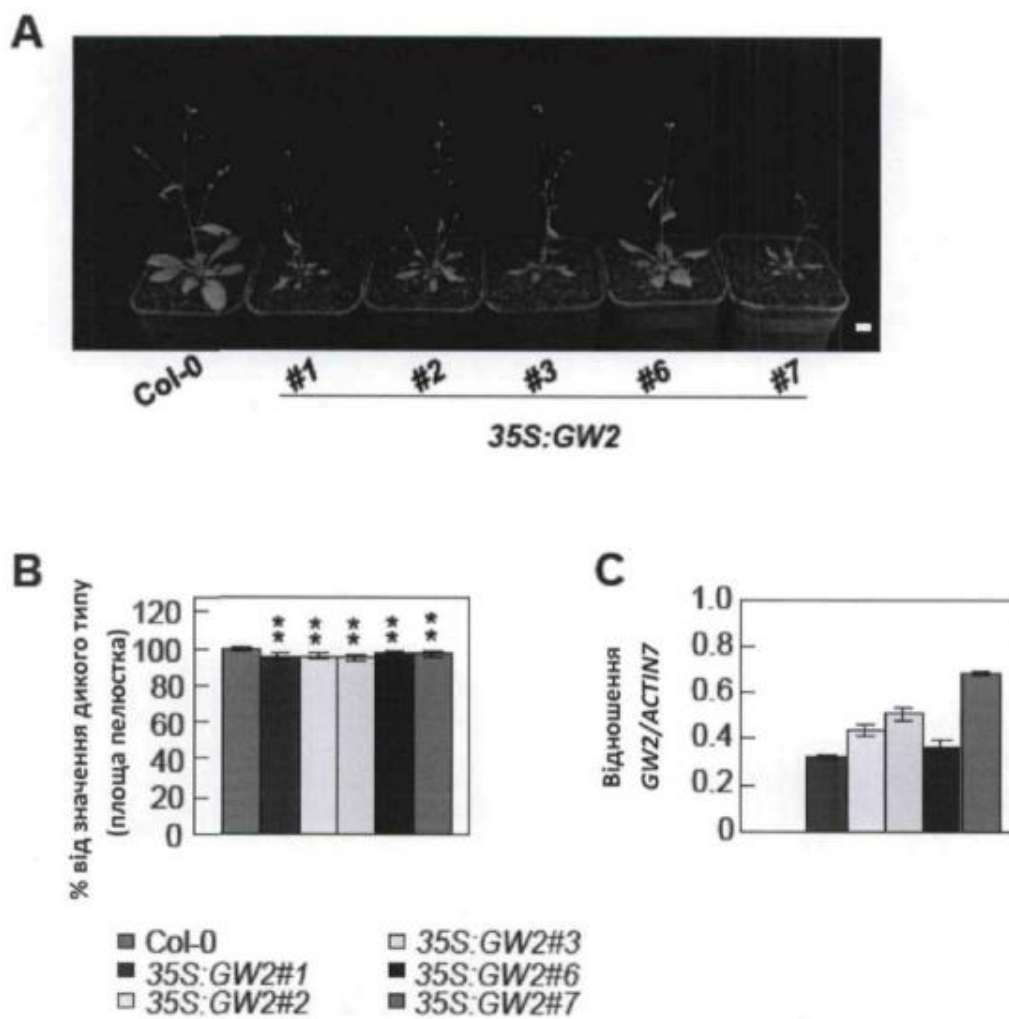 A
Col-0 #1 #2 #3 #6 #7
35S:GW2
B
% від значення дикого типу
(площа пелюстка)
120
100
80
60
40
20
0
** ** ** ** **
C
Відношення
GW2/ACTIN7
1.0
0.8
0.6
0.4
0.2
0
Col-0
35S:GW2#1
35S:GW2#2
35S:GW2#3
35S:GW2#6
35S:GW2#7